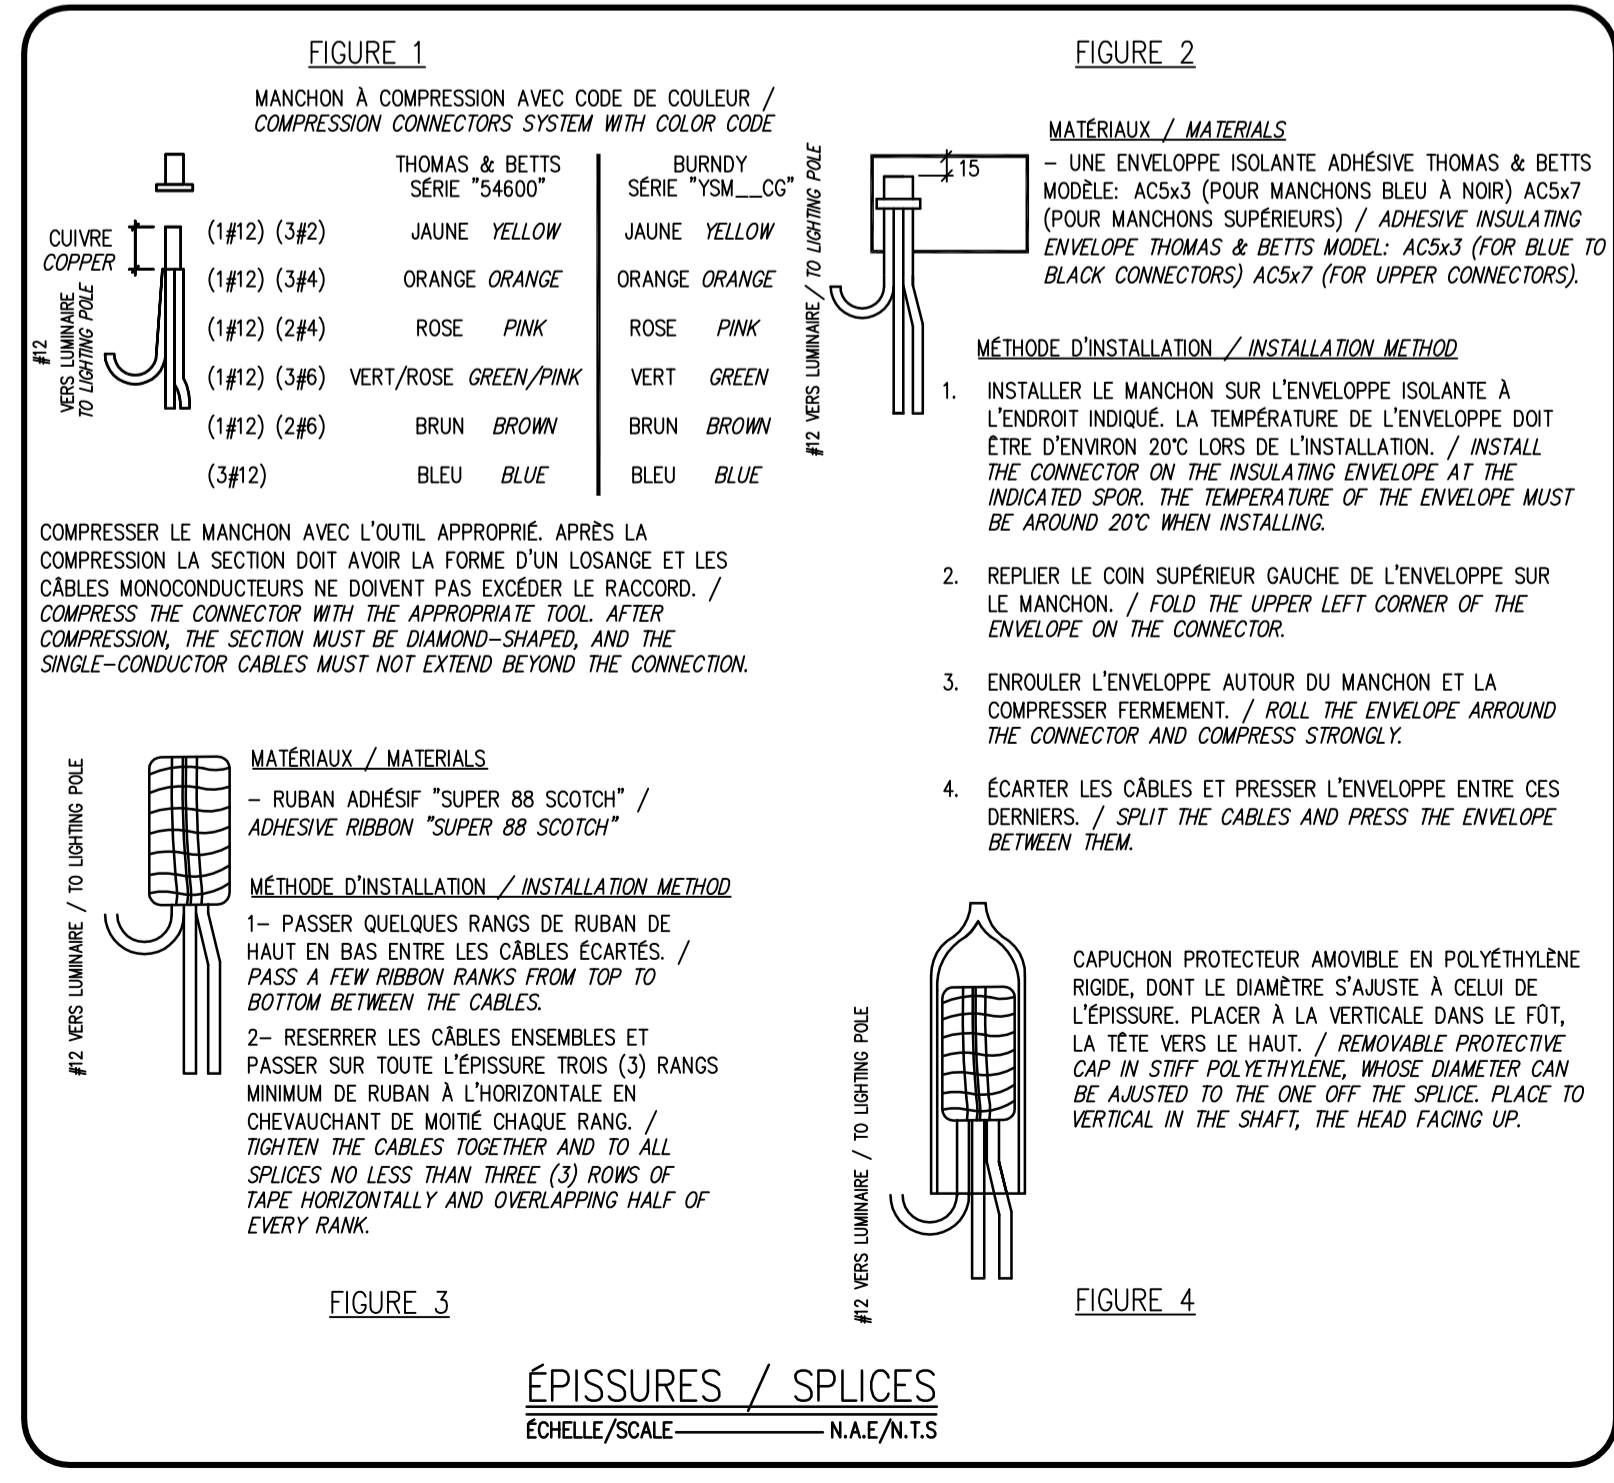 FIGURE 1
MANCHON À COMPRESSION AVEC CODE DE COULEUR /
COMPRESSION CONNECTORS SYSTEM WITH COLOR CODE
THOMAS & BETTS
SÉRIE "54600"
BURNDY
SÉRIE "YSM__CG"
CUIVRE
COPPER
#12
VERS LUMINAIRE
TO LIGHTING POLE
(1#12) (3#2) JAUNE YELLOW JAUNE YELLOW
(1#12) (3#4) ORANGE ORANGE ORANGE ORANGE
(1#12) (2#4) ROSE PINK ROSE PINK
(1#12) (3#6) VERT/ROSE GREEN/PINK VERT GREEN
(1#12) (2#6) BRUN BROWN BRUN BROWN
(3#12) BLEU BLUE BLEU BLUE
COMPRESSER LE MANCHON AVEC L'OUTIL APPROPRIÉ. APRÈS LA
COMPRESSION LA SECTION DOIT AVOIR LA FORME D'UN LOSANGE ET LES
CÂBLES MONOCONDUCTEURS NE DOIVENT PAS EXCÉDER LE RACCORD. /
COMPRESS THE CONNECTOR WITH THE APPROPRIATE TOOL. AFTER
COMPRESSION, THE SECTION MUST BE DIAMOND-SHAPED, AND THE
SINGLE-CONDUCTOR CABLES MUST NOT EXTEND BEYOND THE CONNECTION.
FIGURE 2
#12 VERS LUMINAIRE / TO LIGHTING POLE
15
MATÉRIAUX / MATERIALS
- UNE ENVELOPPE ISOLANTE ADHÉSIVE THOMAS & BETTS
MODÈLE: AC5x3 (POUR MANCHONS BLEU À NOIR) AC5x7
(POUR MANCHONS SUPÉRIEURS) / ADHESIVE INSULATING
ENVELOPE THOMAS & BETTS MODEL: AC5x3 (FOR BLUE TO
BLACK CONNECTORS) AC5x7 (FOR UPPER CONNECTORS).
MÉTHODE D'INSTALLATION / INSTALLATION METHOD
1. INSTALLER LE MANCHON SUR L'ENVELOPPE ISOLANTE À
L'ENDROIT INDIQUÉ. LA TEMPÉRATURE DE L'ENVELOPPE DOIT
ÊTRE D'ENVIRON 20°C LORS DE L'INSTALLATION. / INSTALL
THE CONNECTOR ON THE INSULATING ENVELOPE AT THE
INDICATED SPOR. THE TEMPERATURE OF THE ENVELOPE MUST
BE AROUND 20°C WHEN INSTALLING.
2. REPLIER LE COIN SUPÉRIEUR GAUCHE DE L'ENVELOPPE SUR
LE MANCHON. / FOLD THE UPPER LEFT CORNER OF THE
ENVELOPE ON THE CONNECTOR.
3. ENROULER L'ENVELOPPE AUTOUR DU MANCHON ET LA
COMPRESSER FERMEMENT. / ROLL THE ENVELOPE ARROUND
THE CONNECTOR AND COMPRESS STRONGLY.
4. ÉCARTER LES CÂBLES ET PRESSER L'ENVELOPPE ENTRE CES
DERNIERS. / SPLIT THE CABLES AND PRESS THE ENVELOPE
BETWEEN THEM.
#12 VERS LUMINAIRE / TO LIGHTING POLE
MATÉRIAUX / MATERIALS
- RUBAN ADHÉSIF "SUPER 88 SCOTCH" /
ADHESIVE RIBBON "SUPER 88 SCOTCH"
MÉTHODE D'INSTALLATION / INSTALLATION METHOD
1- PASSER QUELQUES RANGS DE RUBAN DE
HAUT EN BAS ENTRE LES CÂBLES ÉCARTÉS. /
PASS A FEW RIBBON RANKS FROM TOP TO
BOTTOM BETWEEN THE CABLES.
2- RESERRER LES CÂBLES ENSEMBLES ET
PASSER SUR TOUTE L'ÉPISSURE TROIS (3) RANGS
MINIMUM DE RUBAN À L'HORIZONTALE EN
CHEVAUCHANT DE MOITIÉ CHAQUE RANG. /
TIGHTEN THE CABLES TOGETHER AND TO ALL
SPLICES NO LESS THAN THREE (3) ROWS OF
TAPE HORIZONTALLY AND OVERLAPPING HALF OF
EVERY RANK.
FIGURE 3
#12 VERS LUMINAIRE / TO LIGHTING POLE
CAPUCHON PROTECTEUR AMOVIBLE EN POLYÉTHYLÈNE
RIGIDE, DONT LE DIAMÈTRE S'AJUSTE À CELUI DE
L'ÉPISSURE. PLACER À LA VERTICALE DANS LE FÛT,
LA TÊTE VERS LE HAUT. / REMOVABLE PROTECTIVE
CAP IN STIFF POLYETHYLENE, WHOSE DIAMETER CAN
BE AJUSTED TO THE ONE OFF THE SPLICE. PLACE TO
VERTICAL IN THE SHAFT, THE HEAD FACING UP.
FIGURE 4
ÉPISSURES / SPLICES
ÉCHELLE/SCALE N.A.E/N.T.S